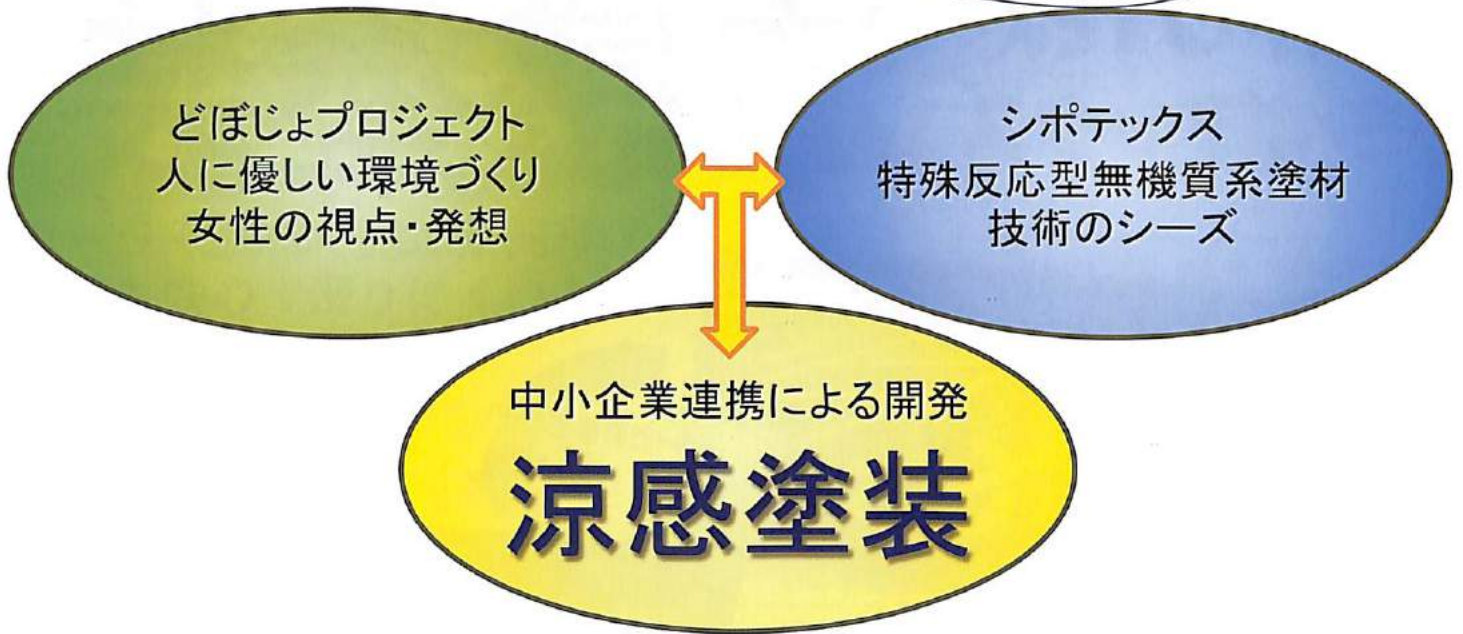 どぼじょプロジェクト
人に優しい環境づくり
女性の視点・発想
シポテックス
特殊反応型無機質系塗材
技術のシーズ
中小企業連携による開発
涼感塗装